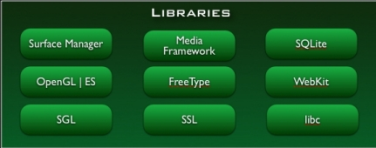 LIBRARIES
Surface Manager
Media
Framework
SQLite
OpenGL | ES
FreeType
WebKit
SGL
SSL
libc